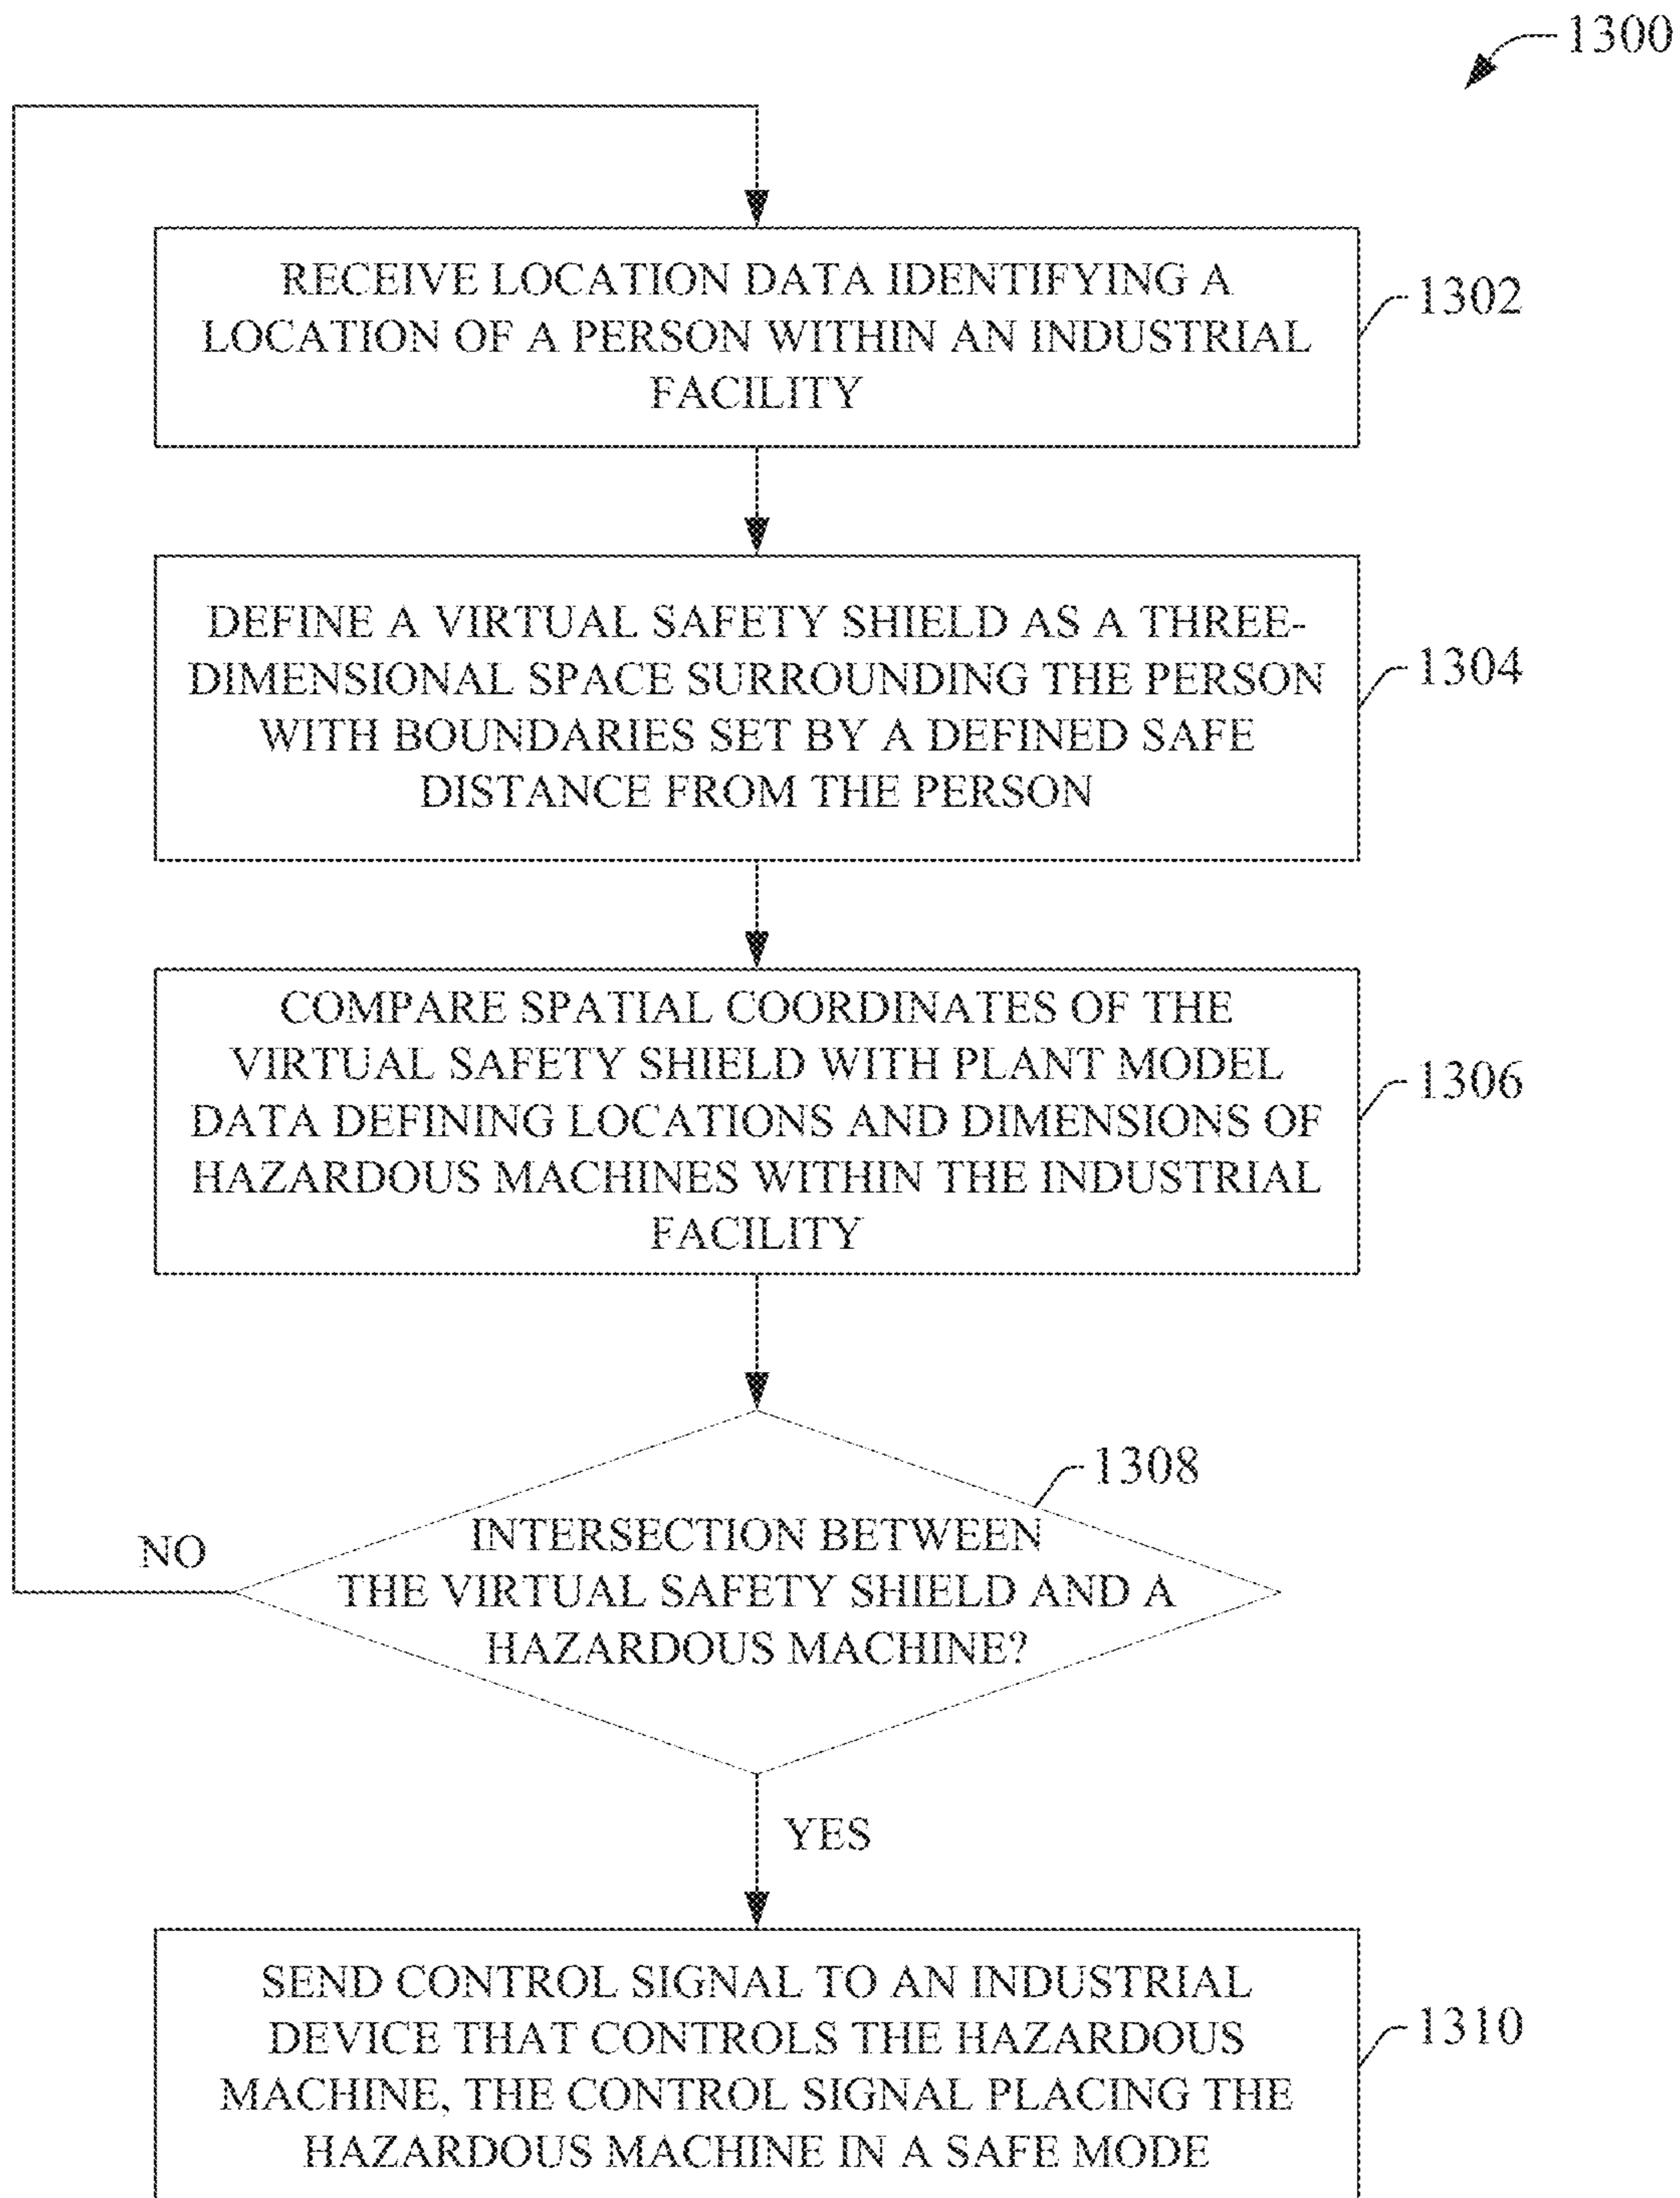 1300
RECEIVE LOCATION DATA IDENTIFYING A
LOCATION OF A PERSON WITHIN AN INDUSTRIAL
FACILITY
1302
DEFINE A VIRTUAL SAFETY SHIELD AS A THREE-
DIMENSIONAL SPACE SURROUNDING THE PERSON
WITH BOUNDARIES SET BY A DEFINED SAFE
DISTANCE FROM THE PERSON
1304
COMPARE SPATIAL COORDINATES OF THE
VIRTUAL SAFETY SHIELD WITH PLANT MODEL
DATA DEFINING LOCATIONS AND DIMENSIONS OF
HAZARDOUS MACHINES WITHIN THE INDUSTRIAL
FACILITY
1306
1308
INTERSECTION BETWEEN
THE VIRTUAL SAFETY SHIELD AND A
HAZARDOUS MACHINE?
NO
YES
SEND CONTROL SIGNAL TO AN INDUSTRIAL
DEVICE THAT CONTROLS THE HAZARDOUS
MACHINE, THE CONTROL SIGNAL PLACING THE
HAZARDOUS MACHINE IN A SAFE MODE
1310